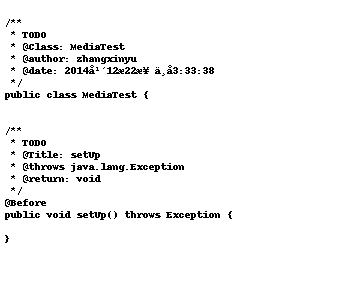 /**
 * TODO
 * @Class: MediaTest
 * @author: zhangxinyu
 * @date: 2014å¹´12æ22æ¥ ä¸å3:33:38
 */
public class MediaTest {
/**
 * TODO
 * @Title: setUp
 * @throws java.lang.Exception
 * @return: void
 */
@Before
public void setUp() throws Exception {
}